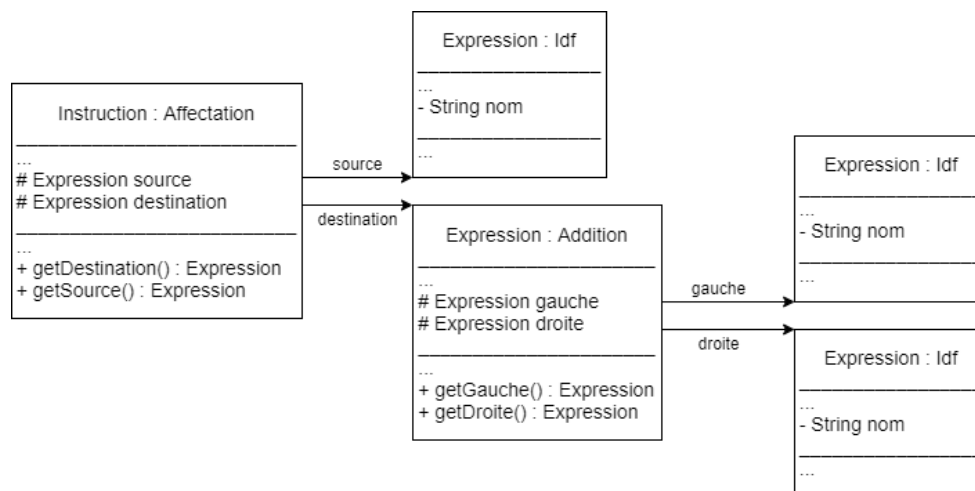 Expression : Idf
...
- String nom
...
Instruction : Affectation
...
# Expression source
# Expression destination
...
+ getDestination() : Expression
+ getSource() : Expression
source
destination
Expression : Addition
...
# Expression gauche
# Expression droite
...
+ getGauche() : Expression
+ getDroite() : Expression
gauche
droite
Expression : Idf
...
- String nom
...
Expression : Idf
...
- String nom
...